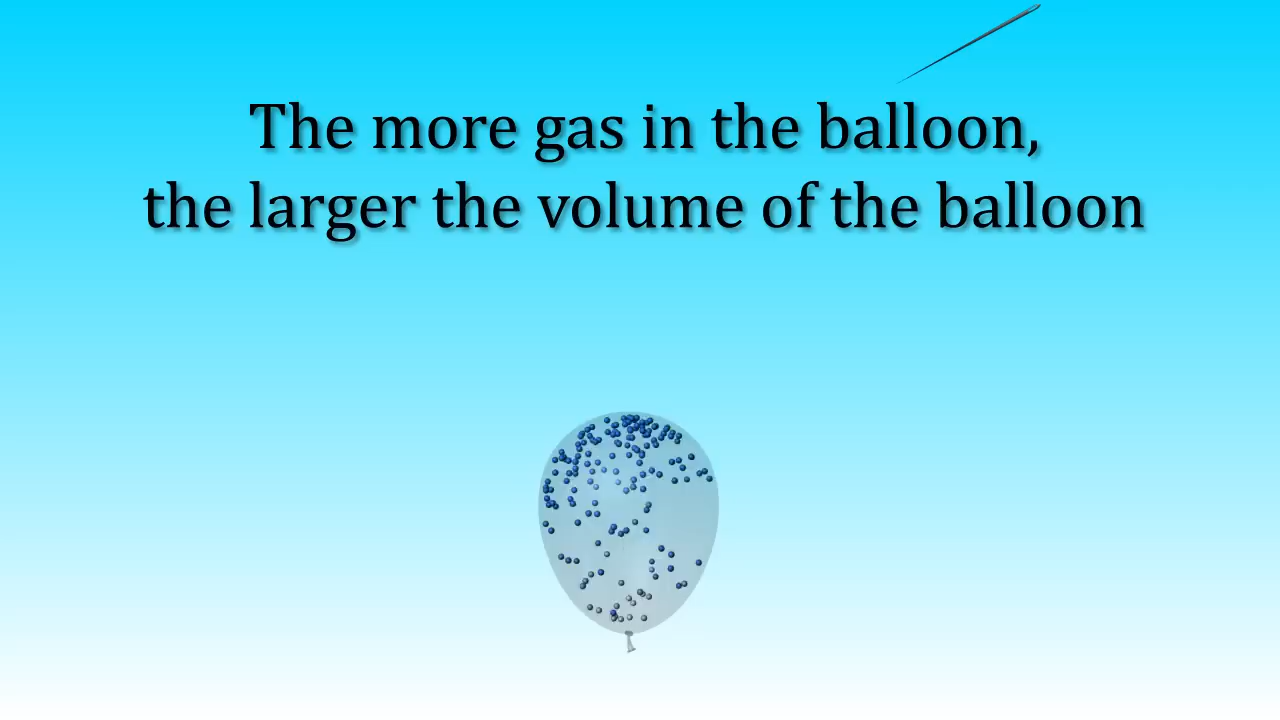 The more gas in the balloon,
the larger the volume of the balloon